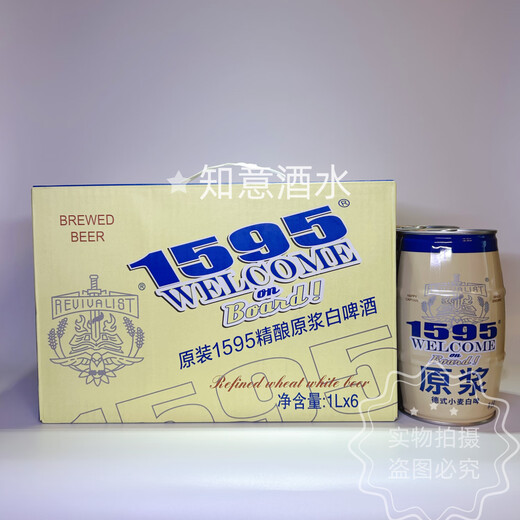 ★知意酒水
BREWED
BEER
1595®
WELCOME
on
Board!
REVIVALIST®
原装1595精酿原浆白啤酒
Refined wheat white beer
净含量:1Lx6
1595
REVIVALIST
1595
WELCOME
on
Board!
原浆
德式小麦白啤
实物拍摄
盗图必究